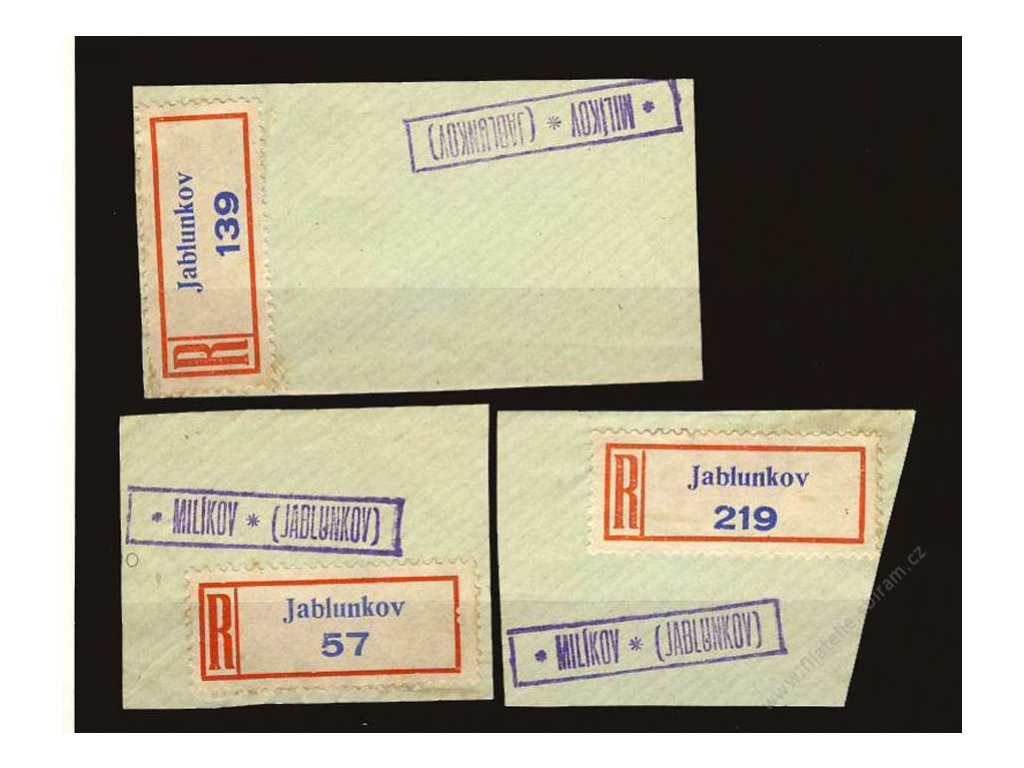 * MILÍKOV * (JABLUNKOV)
R
Jablunkov
139
* MILÍKOV * (JABLUNKOV)
R
Jablunkov
57
R
Jablunkov
219
* MILÍKOV * (JABLUNKOV)